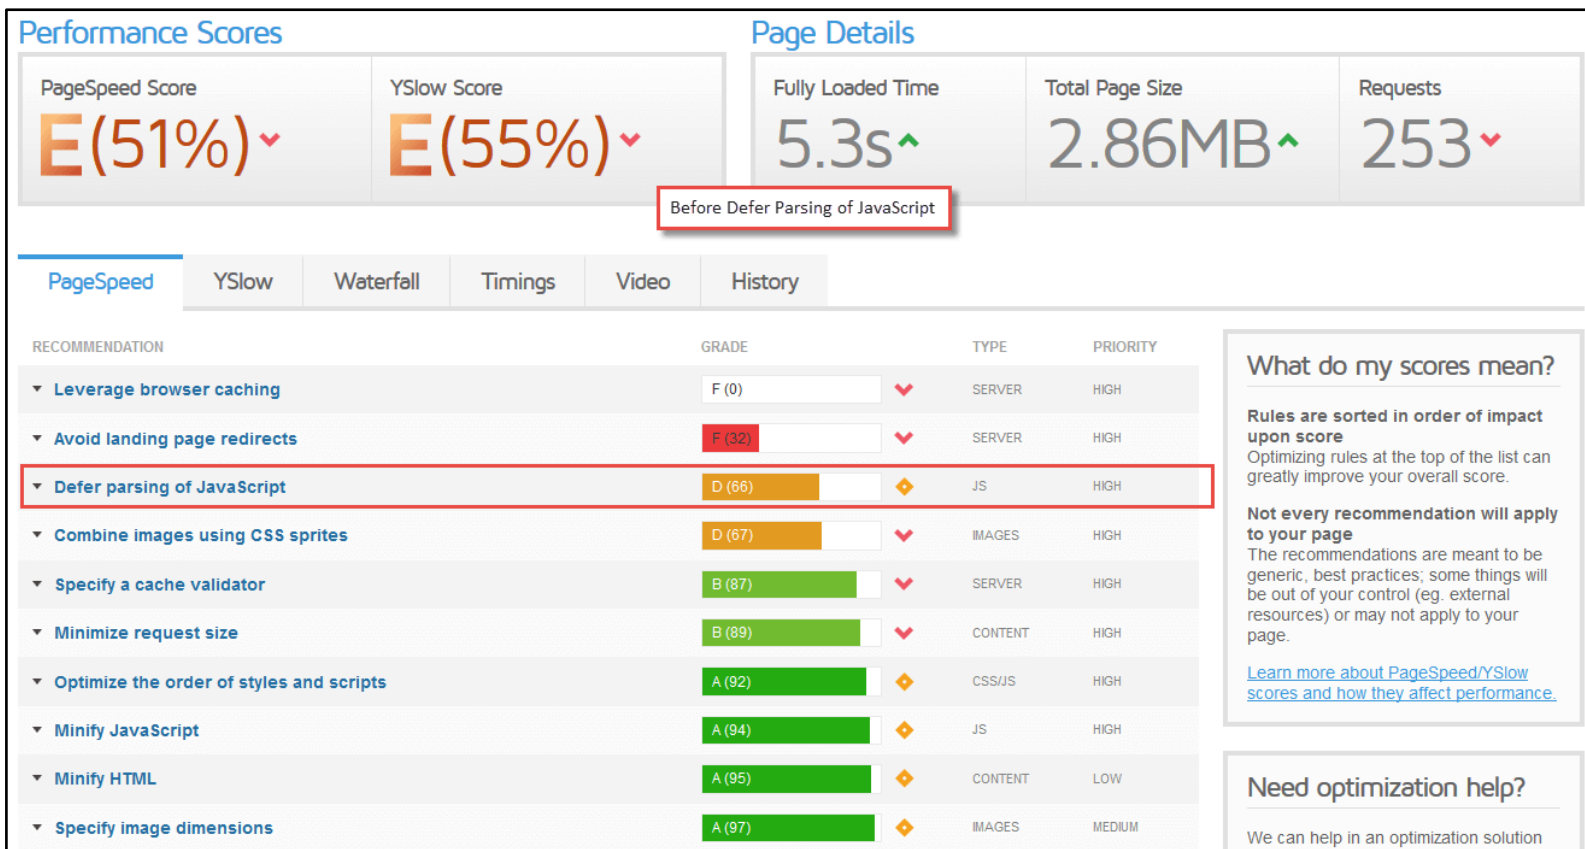 Performance Scores
Page Details
PageSpeed Score
YSlow Score
Fully Loaded Time
Total Page Size
Requests
E(51%)
E(55%)
5.3s
2.86MB
253
Before Defer Parsing of JavaScript
PageSpeed YSlow Waterfall Timings Video History
RECOMMENDATION GRADE TYPE PRIORITY
Leverage browser caching F (0) SERVER HIGH
Avoid landing page redirects F (32) SERVER HIGH
Defer parsing of JavaScript D (66) JS HIGH
Combine images using CSS sprites D (67) IMAGES HIGH
Specify a cache validator B (87) SERVER HIGH
Minimize request size B (89) CONTENT HIGH
Optimize the order of styles and scripts A (92) CSS/JS HIGH
Minify JavaScript A (94) JS HIGH
Minify HTML A (95) CONTENT LOW
Specify image dimensions A (97) IMAGES MEDIUM
What do my scores mean?
Rules are sorted in order of impact
upon score
Optimizing rules at the top of the list can
greatly improve your overall score.
Not every recommendation will apply
to your page
The recommendations are meant to be
generic, best practices; some things will
be out of your control (eg. external
resources) or may not apply to your
page.
Learn more about PageSpeed/YSlow
scores and how they affect performance.
Need optimization help?
We can help in an optimization solution